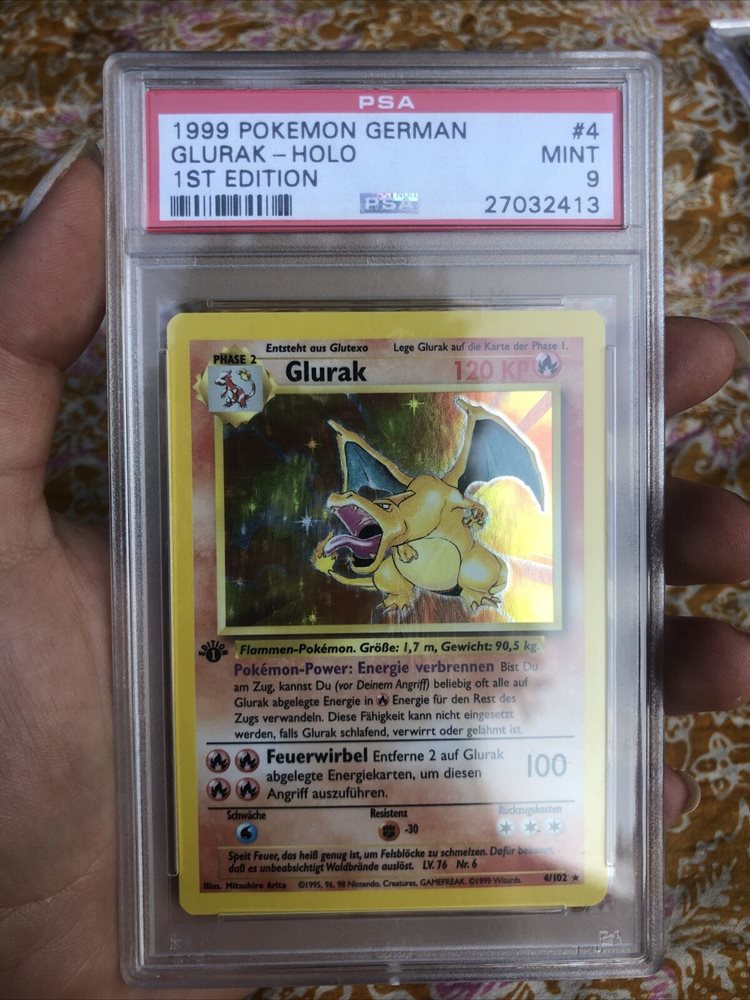 PSA
1999 POKEMON GERMAN #4
GLURAK - HOLO MINT
1ST EDITION 9
PSA 27032413
Entsteht aus Glutexo Lege Glurak auf die Karte der Phase 1.
PHASE 2
Glurak 120 KP
EDITION 1
Flammen-Pokémon. Größe: 1,7 m, Gewicht: 90,5 kg.
Pokémon-Power: Energie verbrennen Bist Du
am Zug, kannst Du (vor Deinem Angriff) beliebig oft alle auf
Glurak abgelegte Energie in Energie für den Rest des
Zugs verwandeln. Diese Fähigkeit kann nicht eingesetzt
werden, falls Glurak schlafend, verwirrt oder gelähmt ist.
Feuerwirbel Entferne 2 auf Glurak
abgelegte Energiekarten, um diesen
Angriff auszuführen.
100
Schwäche Resistenz Rückzugskosten
-30
Speit Feuer, das heiß genug ist, um Felsblöcke zu schmelzen. Dafür bekannt,
daß es unbeabsichtigt Waldbrände auslöst. LV. 76 Nr. 6
Illus. Mitsuhiro Arita ©1995, 96, 98 Nintendo, Creatures, GAMEFREAK. ©1999 Wizards. 4/102 ★